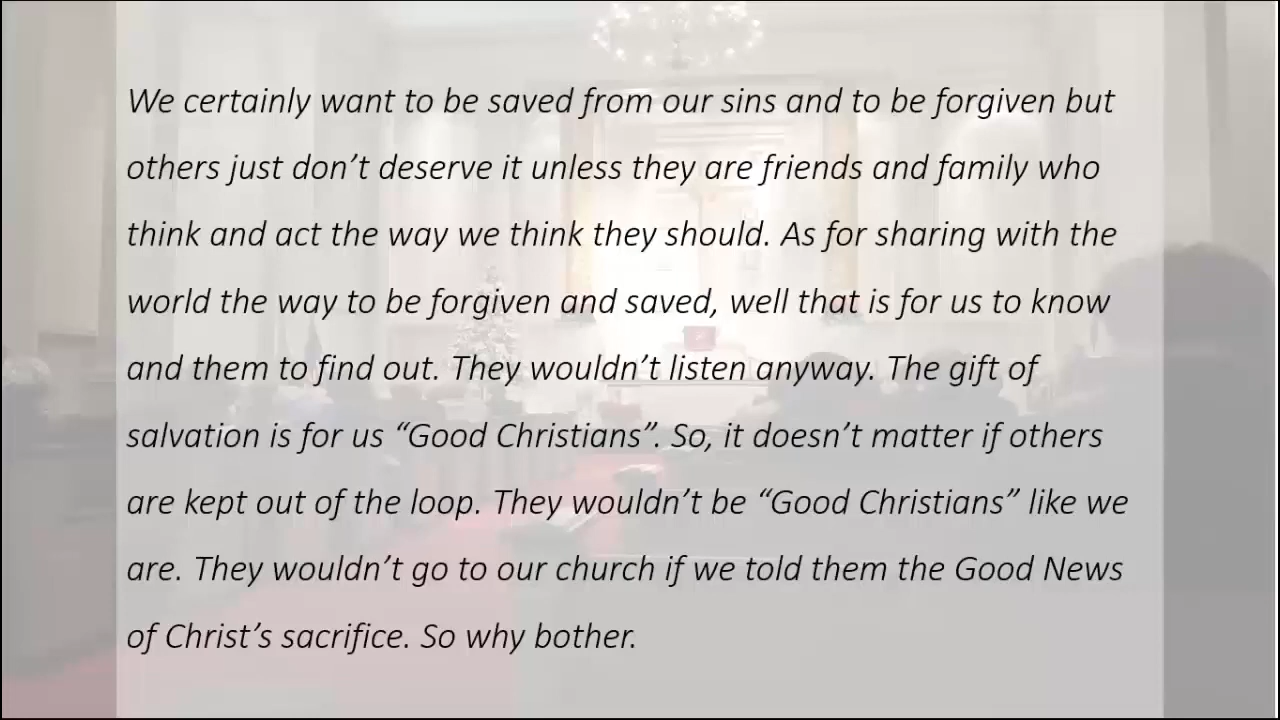 We certainly want to be saved from our sins and to be forgiven but
others just don’t deserve it unless they are friends and family who
think and act the way we think they should. As for sharing with the
world the way to be forgiven and saved, well that is for us to know
and them to find out. They wouldn’t listen anyway. The gift of
salvation is for us “Good Christians”. So, it doesn’t matter if others
are kept out of the loop. They wouldn’t be “Good Christians” like we
are. They wouldn’t go to our church if we told them the Good News
of Christ’s sacrifice. So why bother.